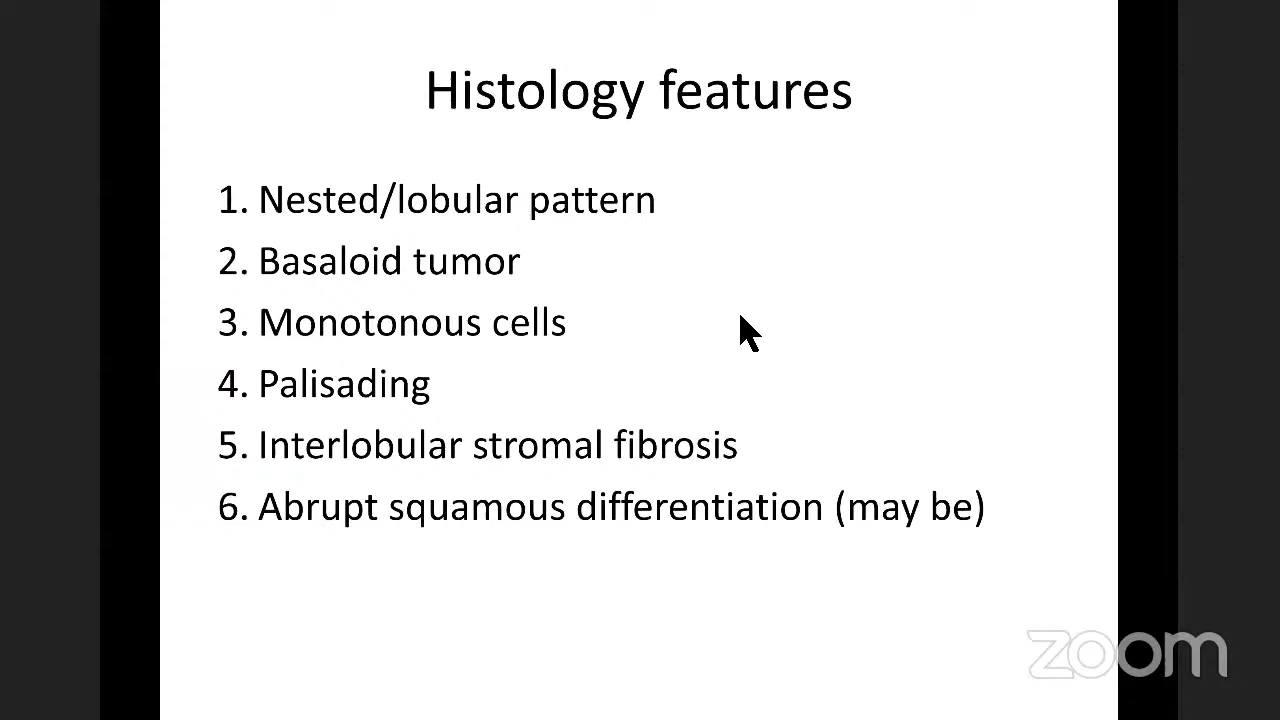 Histology features
1. Nested/lobular pattern
2. Basaloid tumor
3. Monotonous cells
4. Palisading
5. Interlobular stromal fibrosis
6. Abrupt squamous differentiation (may be)
zoom